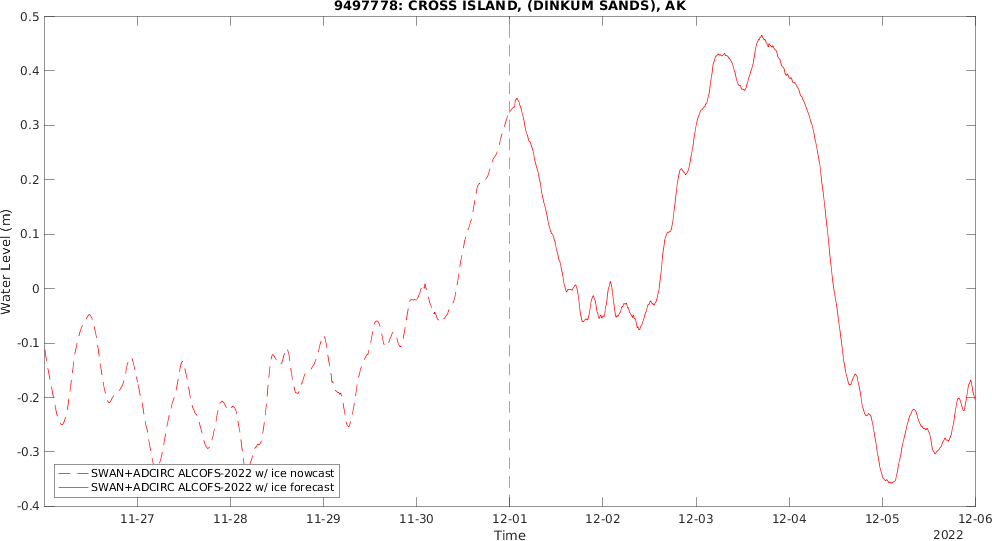 9497778: CROSS ISLAND, (DINKUM SANDS), AK
0.5
0.4
0.3
0.2
0.1
0
-0.1
-0.2
-0.3
-0.4
Water Level (m)
SWAN+ADCIRC ALCOFS-2022 w/ ice nowcast
SWAN+ADCIRC ALCOFS-2022 w/ ice forecast
11-27 11-28 11-29 11-30 12-01 12-02 12-03 12-04 12-05 12-06
Time
2022